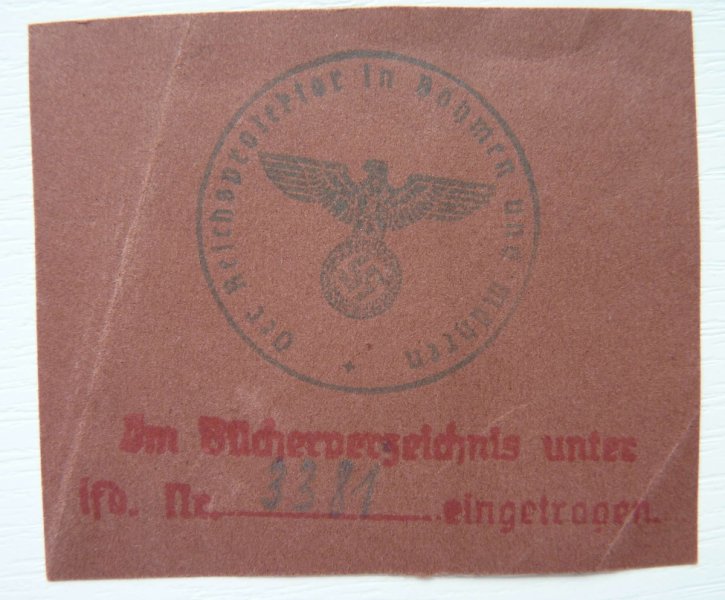 Der Reichsprotektor in Böhmen und Mähren
Im Bücherverzeichnis unter
lfd. Nr. 3381 eingetragen.